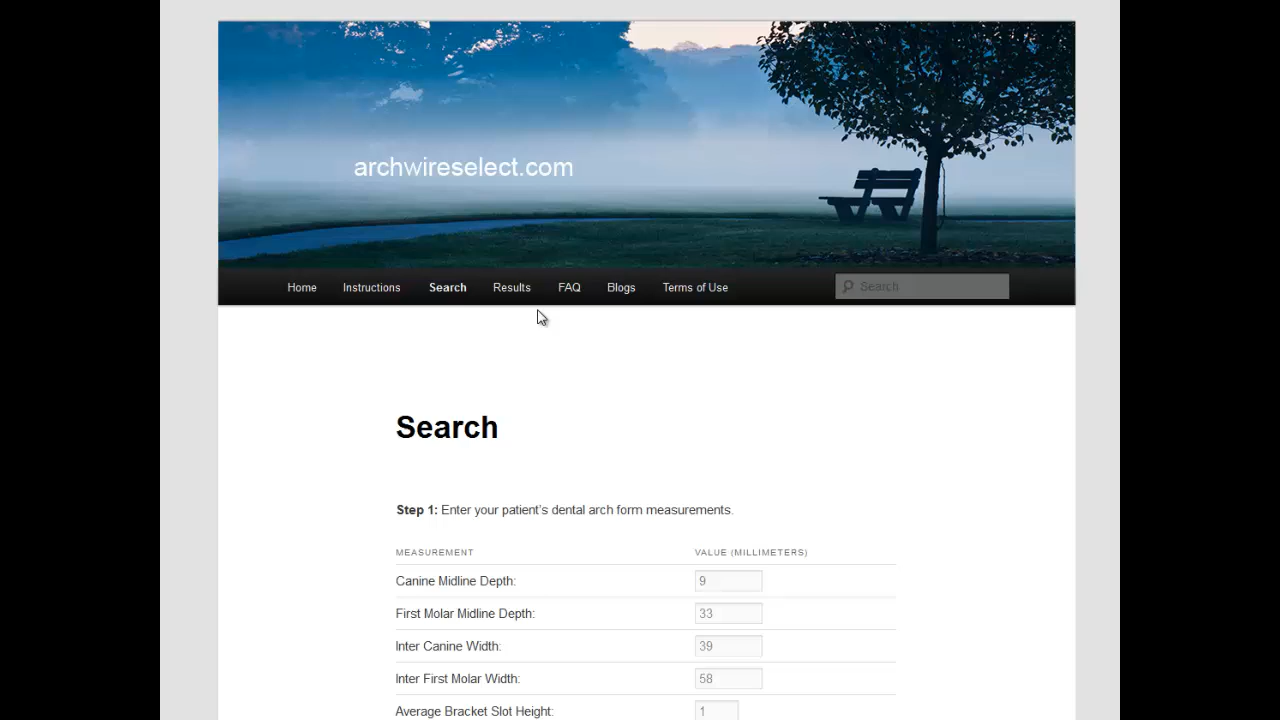 archwireselect.com
Home Instructions Search Results FAQ Blogs Terms of Use Search
Search
Step 1: Enter your patient's dental arch form measurements.
MEASUREMENT VALUE (MILLIMETERS)
Canine Midline Depth: 9
First Molar Midline Depth: 33
Inter Canine Width: 39
Inter First Molar Width: 58
Average Bracket Slot Height: 1